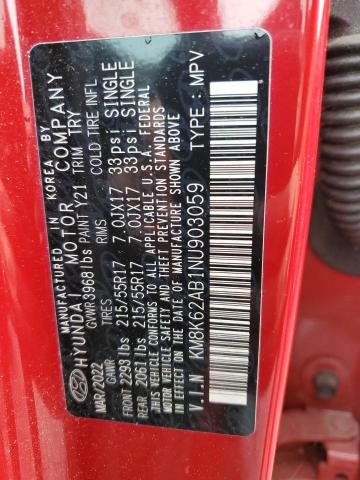 MANUFACTURED IN KOREA BY
HYUNDAI MOTOR COMPANY
GVWR 3968 lbs PAINT Y21 TRIM TRY
MAR/2022 GAWR TIRES RIMS COLD TIRE INFL
FRONT 2293 lbs 215/55R17 7.0JX17 33psi SINGLE
REAR 2061 lbs 215/55R17 7.0JX17 33psi SINGLE
THIS VEHICLE CONFORMS TO ALL APPLICABLE U.S.A. FEDERAL
MOTOR VEHICLE SAFETY AND THEFT PREVENTION STANDARDS
IN EFFECT ON THE DATE OF MANUFACTURE SHOWN ABOVE
V.I.N KM8K62AB1NU903059 TYPE: MPV